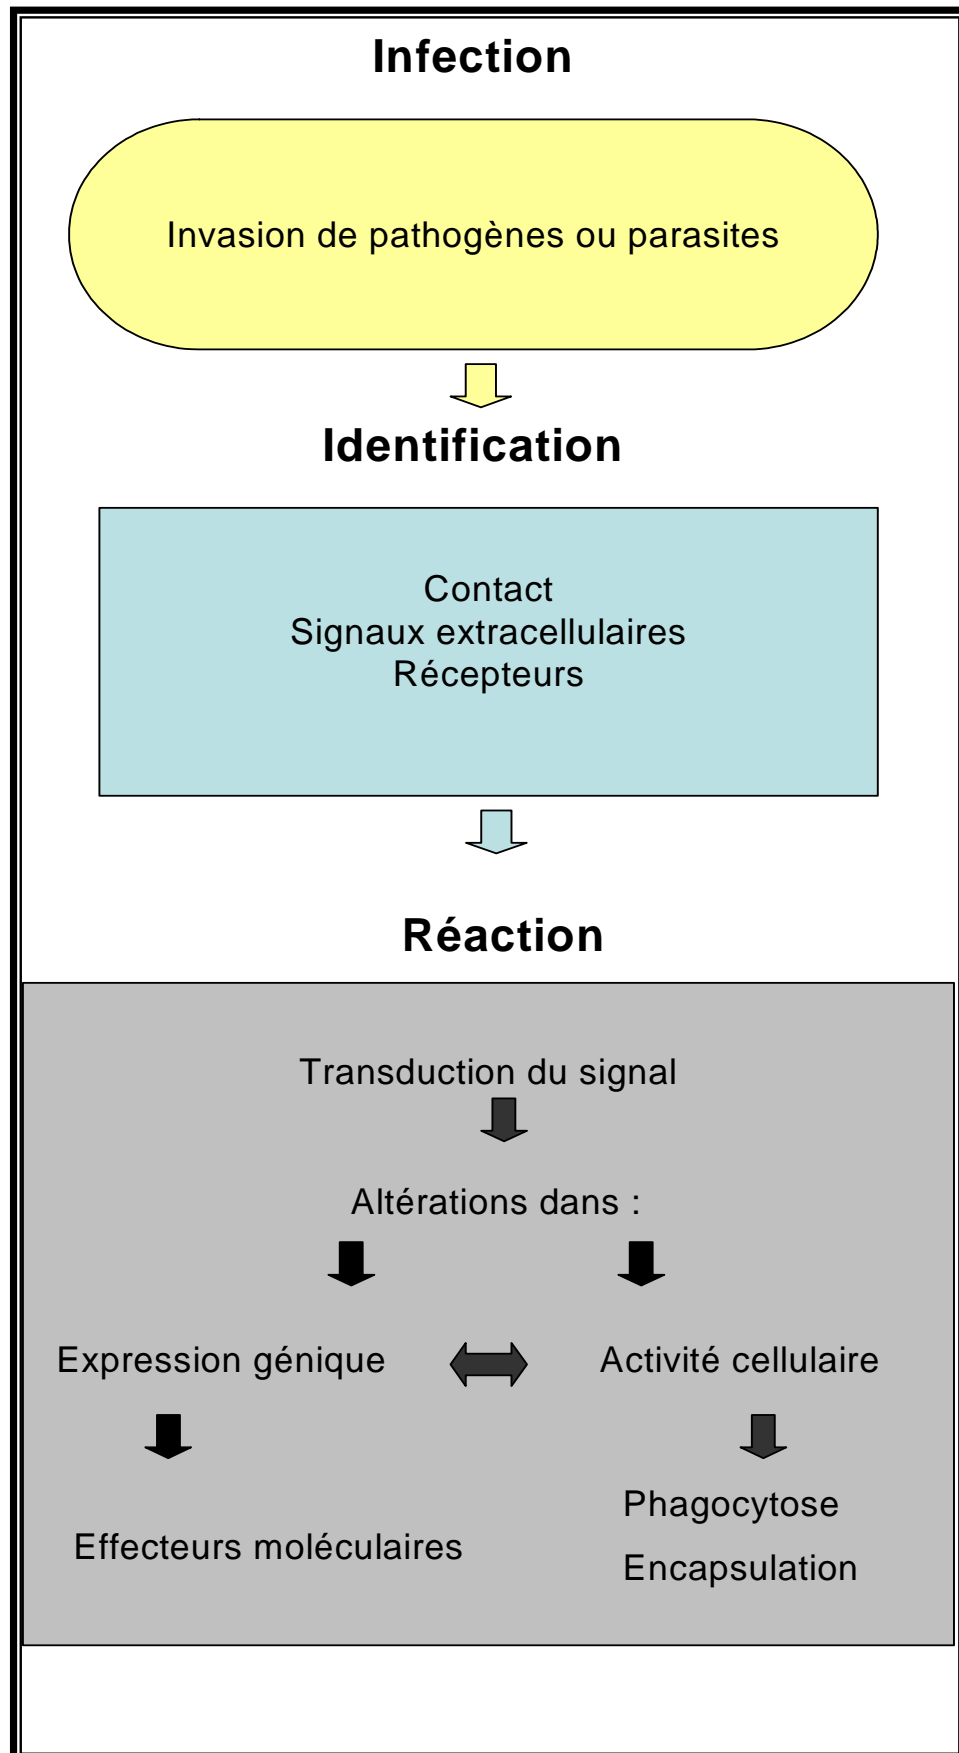 Infection
Invasion de pathogènes ou parasites
Identification
Contact
Signaux extracellulaires
Récepteurs
Réaction
Transduction du signal
Altérations dans :
Expression génique
Activité cellulaire
Effecteurs moléculaires
Phagocytose
Encapsulation